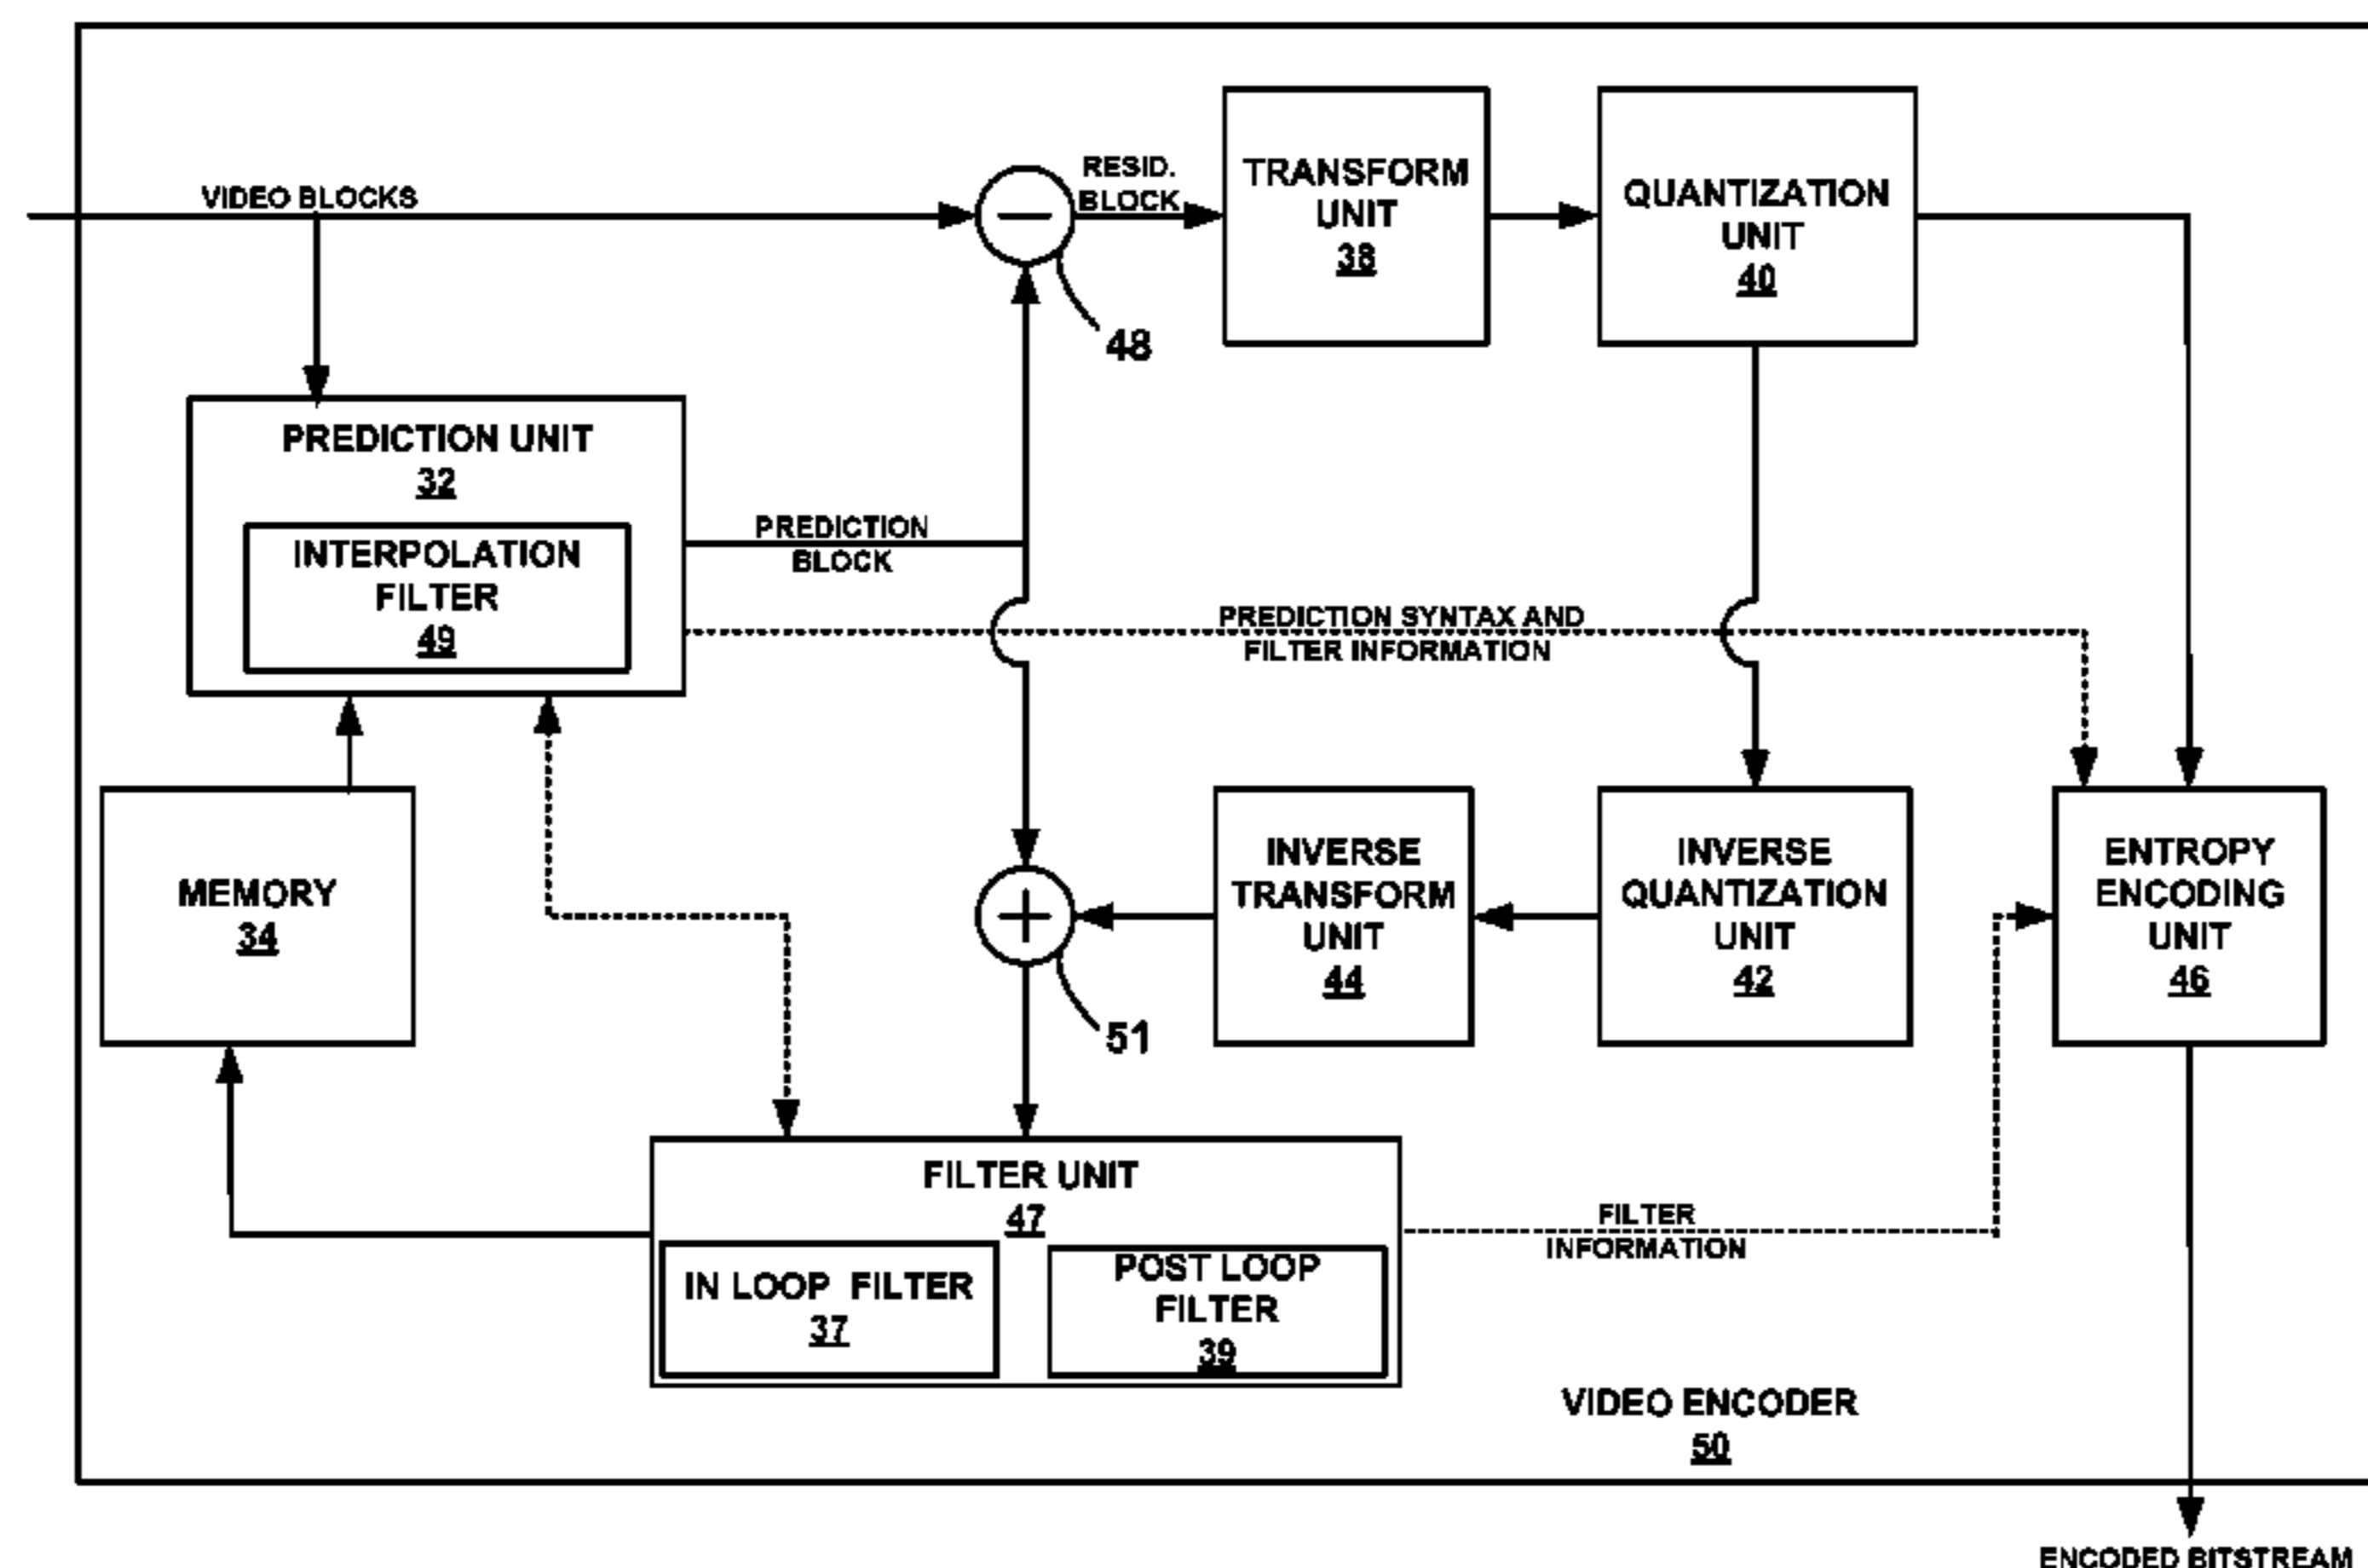 VIDEO BLOCKS
RESID.
BLOCK
TRANSFORM
UNIT
38
QUANTIZATION
UNIT
40
48
PREDICTION UNIT
32
INTERPOLATION
FILTER
49
PREDICTION
BLOCK
PREDICTION SYNTAX AND
FILTER INFORMATION
MEMORY
34
51
INVERSE
TRANSFORM
UNIT
44
INVERSE
QUANTIZATION
UNIT
42
ENTROPY
ENCODING
UNIT
46
FILTER UNIT
47
IN LOOP FILTER
37
POST LOOP
FILTER
39
FILTER
INFORMATION
VIDEO ENCODER
50
ENCODED BITSTREAM